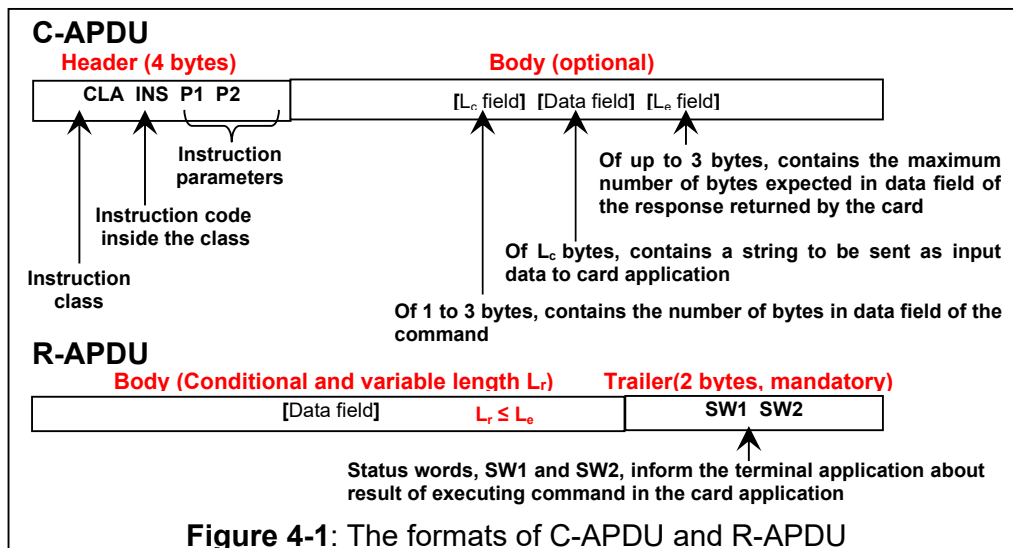 C-APDU
Header (4 bytes) Body (optional)
CLA INS P1 P2 [Lc field] [Data field] [Le field]
Instruction
parameters
Of up to 3 bytes, contains the maximum
number of bytes expected in data field of
the response returned by the card
Instruction code
inside the class
Of Lc bytes, contains a string to be sent as input
data to card application
Instruction
class
Of 1 to 3 bytes, contains the number of bytes in data field of the
command
R-APDU
Body (Conditional and variable length Lr) Trailer(2 bytes, mandatory)
[Data field] Lr ≤ Le SW1 SW2
Status words, SW1 and SW2, inform the terminal application about
result of executing command in the card application
Figure 4-1: The formats of C-APDU and R-APDU